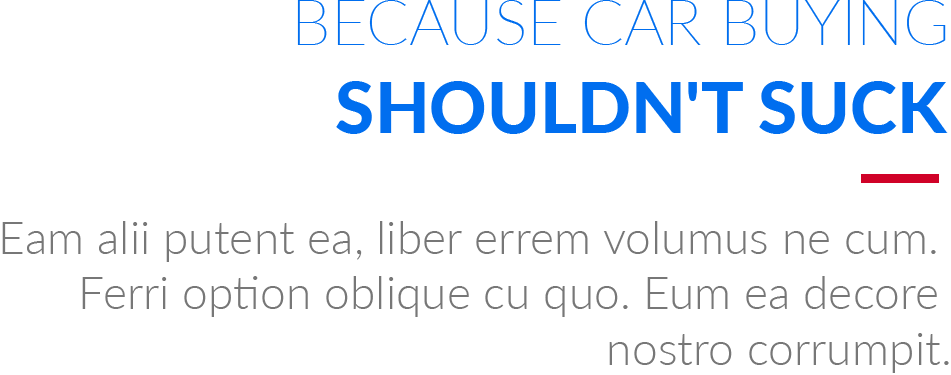 BECAUSE CAR BUYING
SHOULDN'T SUCK
Eam alii putent ea, liber errem volumus ne cum.
Ferri option oblique cu quo. Eum ea decore
nostro corrumpit.